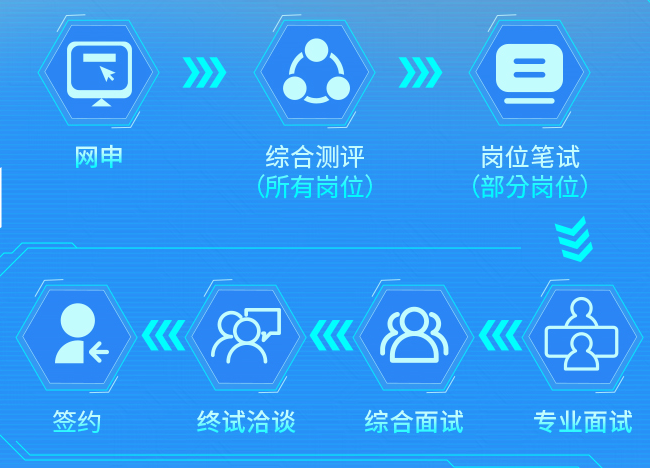 网申
综合测评
（所有岗位）
岗位笔试
（部分岗位）
签约
终试洽谈
综合面试
专业面试